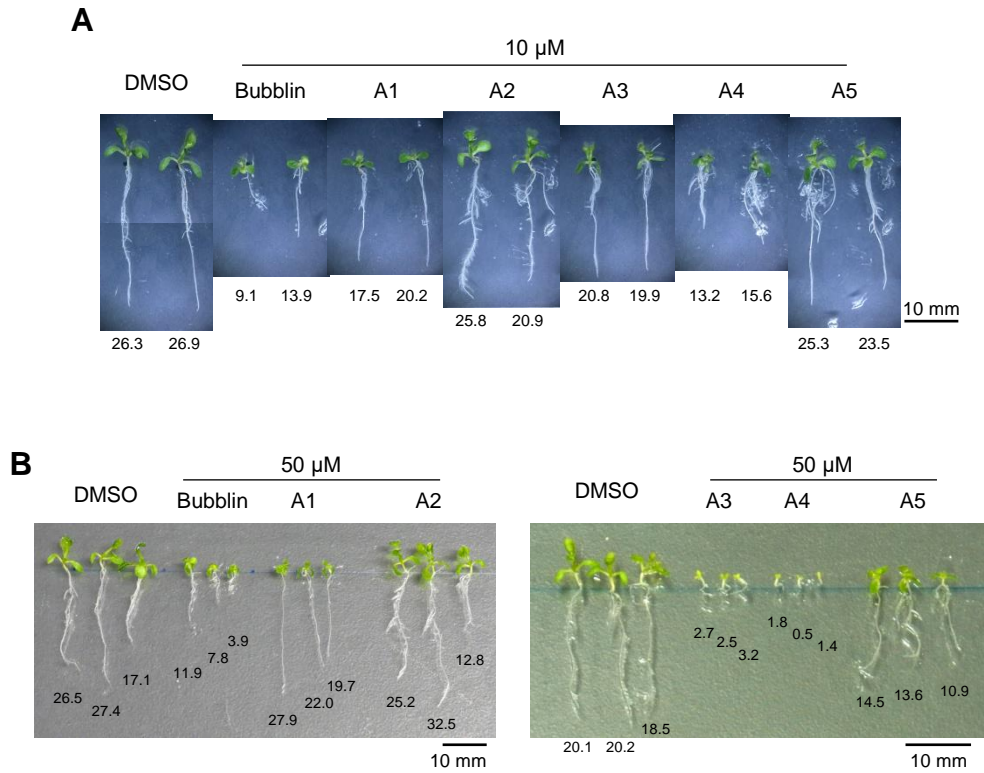 A
10 µM
DMSO Bubblin A1 A2 A3 A4 A5
9.1 13.9 17.5 20.2 20.8 19.9 13.2 15.6
25.8 20.9
10 mm
26.3 26.9 25.3 23.5
B
50 µM
DMSO Bubblin A1 A2
26.5 27.4 17.1 11.9 7.8 3.9 27.9 22.0 19.7 25.2 32.5 12.8
10 mm
50 µM
DMSO A3 A4 A5
20.1 20.2 18.5 2.7 2.5 3.2 1.8 0.5 1.4 14.5 13.6 10.9
10 mm